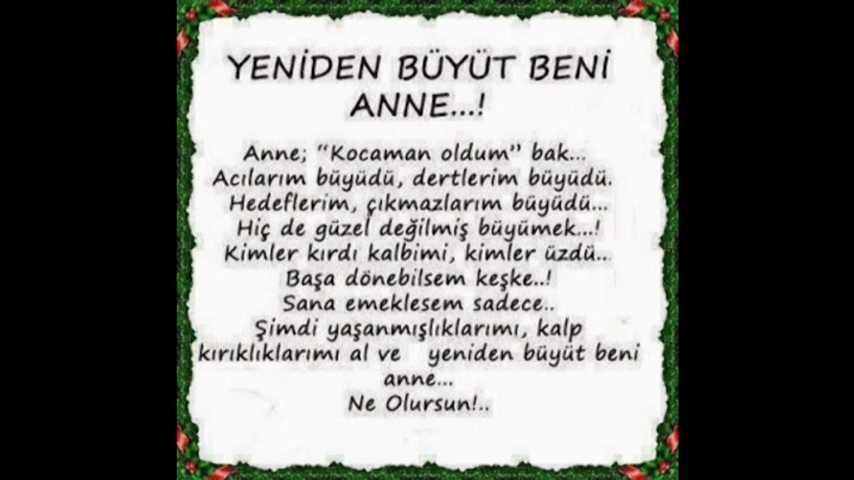 YENİDEN BÜYÜT BENİ
ANNE...!
Anne; “Kocaman oldum” bak...
Acılarım büyüdü, dertlerim büyüdü.
Hedeflerim, çıkmazlarım büyüdü...
Hiç de güzel değilmiş büyümek...!
Kimler kırdı kalbimi, kimler üzdü..
Başa dönebilsem keşke..!
Sana emeklesem sadece..
Şimdi yaşanmışlıklarımı, kalp
kırıklıklarımı al ve yeniden büyüt beni
anne...
Ne Olursun!..